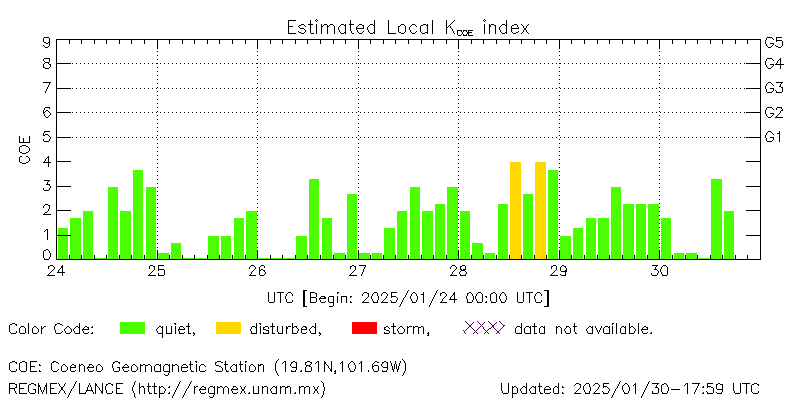 Estimated Local K_COE index
9 G5
8 G4
7 G3
6 G2
5 G1
4
3
2
1
0
COE
24 25 26 27 28 29 30
UTC [Begin: 2025/01/24 00:00 UTC]
Color Code: quiet, disturbed, storm, data not available.
COE: Coeneo Geomagnetic Station (19.81N,101.69W)
REGMEX/LANCE (http://regmex.unam.mx) Updated: 2025/01/30-17:59 UTC